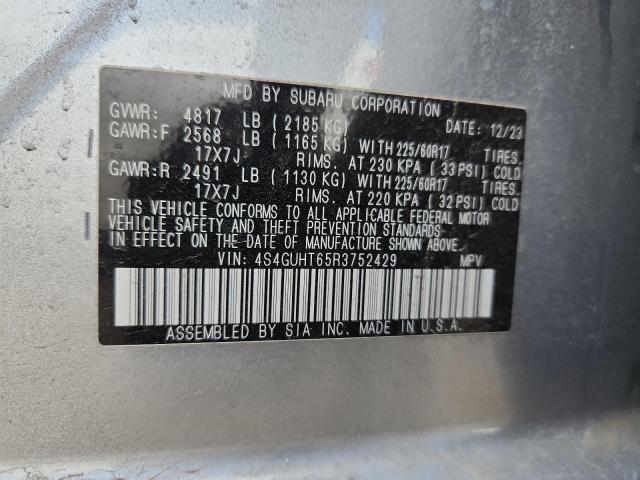 MFD BY SUBARU CORPORATION
GVWR: 4817 LB ( 2185 KG) DATE: 12/23
GAWR:F 2568 LB ( 1165 KG) WITH 225/60R17 TIRES.
17X7J RIMS. AT 230 KPA ( 33 PSI) COLD
GAWR:R 2491 LB ( 1130 KG) WITH 225/60R17 TIRES.
17X7J RIMS. AT 220 KPA ( 32 PSI) COLD
THIS VEHICLE CONFORMS TO ALL APPLICABLE FEDERAL MOTOR
VEHICLE SAFETY AND THEFT PREVENTION STANDARDS
IN EFFECT ON THE DATE OF MANUFACTURE SHOWN ABOVE.
VIN: 4S4GUHT65R3752429 MPV
ASSEMBLED BY SIA INC. MADE IN U.S.A.